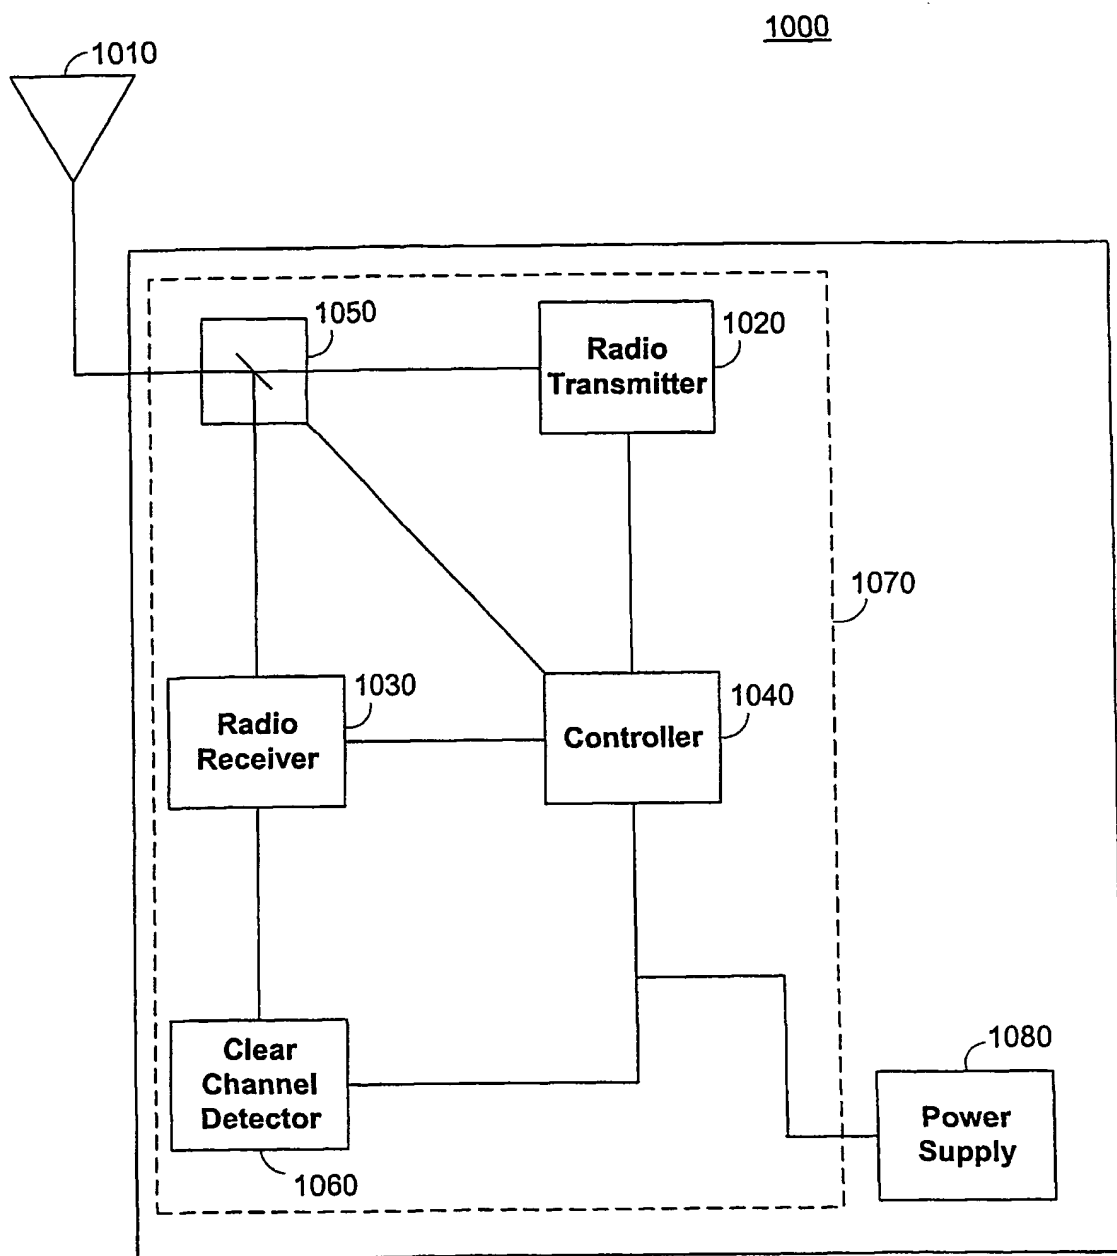 1000
1010
1050
Radio
Transmitter
1020
1070
Radio
Receiver
1030
Controller
1040
Clear
Channel
Detector
1060
1080
Power
Supply